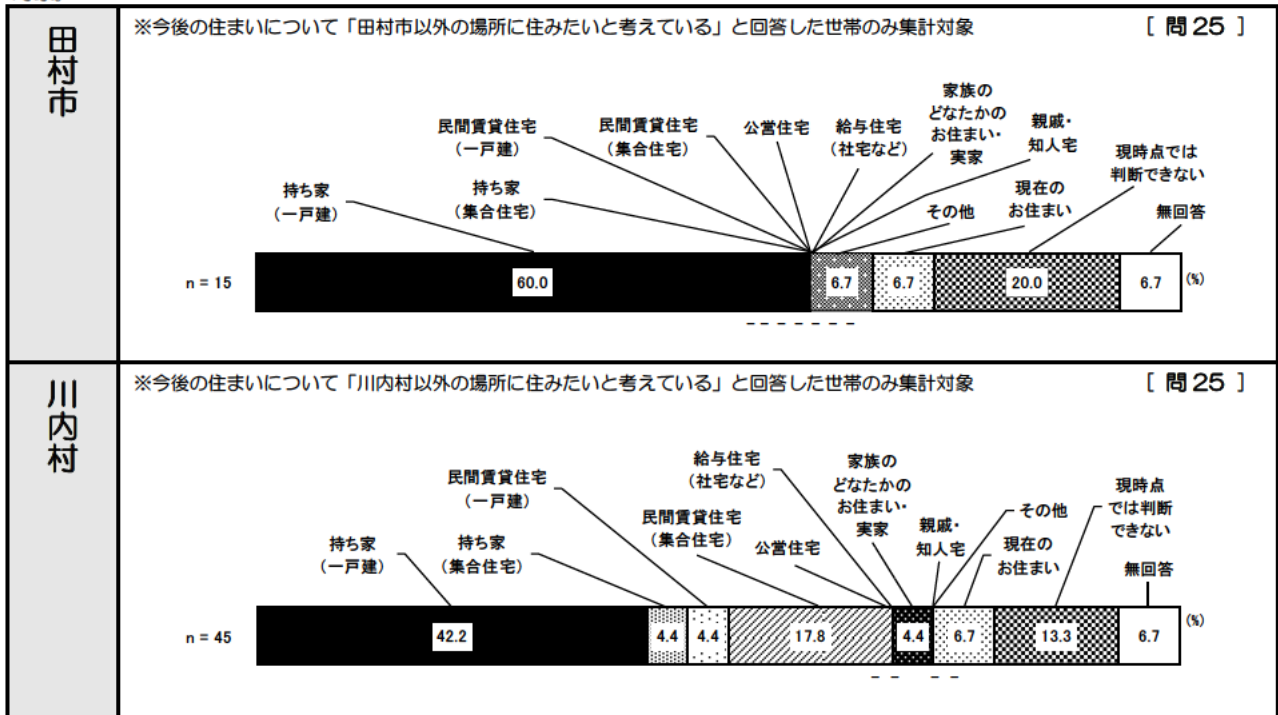 田村市
※今後の住まいについて「田村市以外の場所に住みたいと考えている」と回答した世帯のみ集計対象
[ 問25 ]
持ち家
（一戸建）
持ち家
（集合住宅）
民間賃貸住宅
（一戸建）
民間賃貸住宅
（集合住宅）
公営住宅
給与住宅
（社宅など）
家族の
どなたかの
お住まい・
実家
親戚・
知人宅
その他
現在の
お住まい
現時点では
判断できない
無回答
n = 15
60.0
6.7
6.7
20.0
6.7
(%)
- - - - - - -
川内村
※今後の住まいについて「川内村以外の場所に住みたいと考えている」と回答した世帯のみ集計対象
[ 問25 ]
持ち家
（一戸建）
持ち家
（集合住宅）
民間賃貸住宅
（一戸建）
民間賃貸住宅
（集合住宅）
公営住宅
給与住宅
（社宅など）
家族の
どなたかの
お住まい・
実家
親戚・
知人宅
その他
現在の
お住まい
現時点
では判断
できない
無回答
n = 45
42.2
4.4
4.4
17.8
4.4
6.7
13.3
6.7
(%)
- - - -